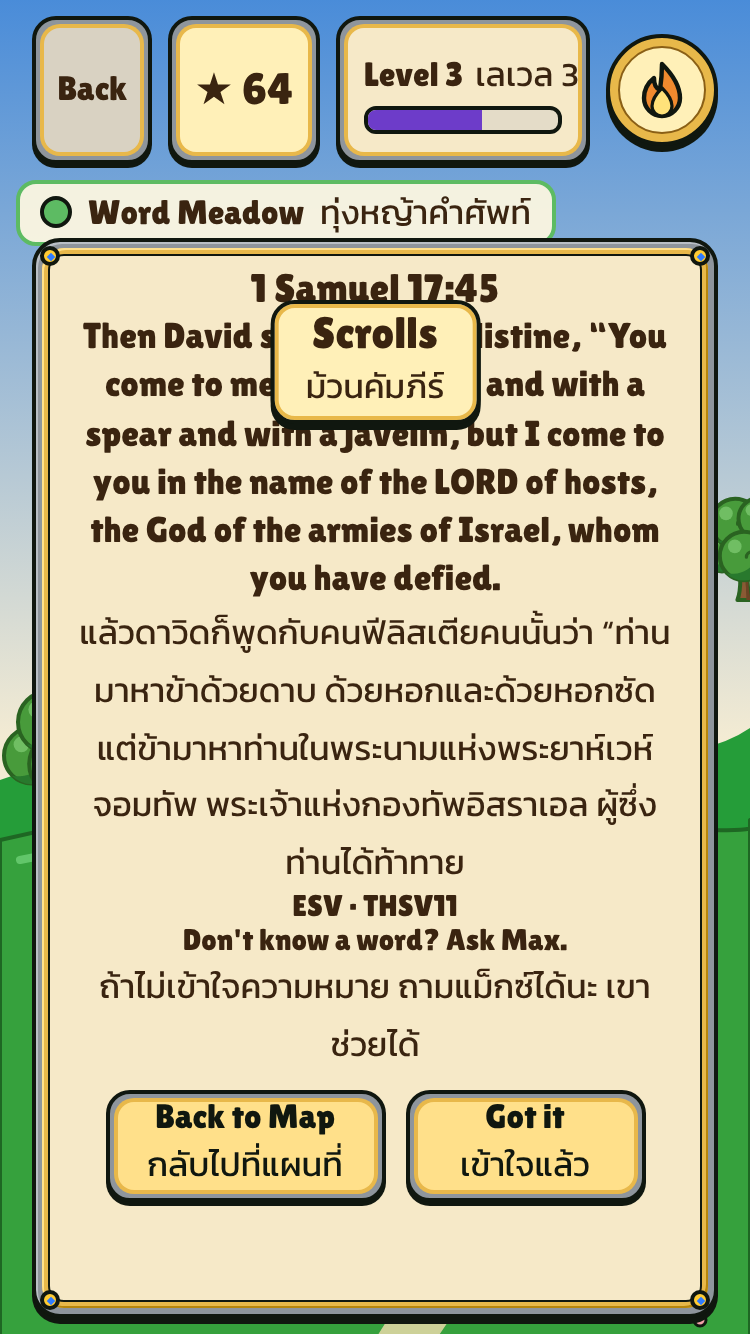 Back
★ 64
Level 3 เลเวล 3
Word Meadow ทุ่งหญ้าคำศัพท์
1 Samuel 17:45
Scrolls
ม้วนคัมภีร์
Then David istine, “You
come to me and with a
spear and with a javelin, but I come to
you in the name of the LORD of hosts,
the God of the armies of Israel, whom
you have defied.
แล้วดาวิดก็พูดกับคนฟีลิสเตียคนนั้นว่า “ท่าน
มาหาข้าด้วยดาบ ด้วยหอกและด้วยหอกซัด
แต่ข้ามาหาท่านในพระนามแห่งพระยาห์เวห์
จอมทัพ พระเจ้าแห่งกองทัพอิสราเอล ผู้ซึ่ง
ท่านได้ท้าทาย
ESV · THSV11
Don't know a word? Ask Max.
ถ้าไม่เข้าใจความหมาย ถามแม็กซ์ได้นะ เขา
ช่วยได้
Back to Map
กลับไปที่แผนที่
Got it
เข้าใจแล้ว